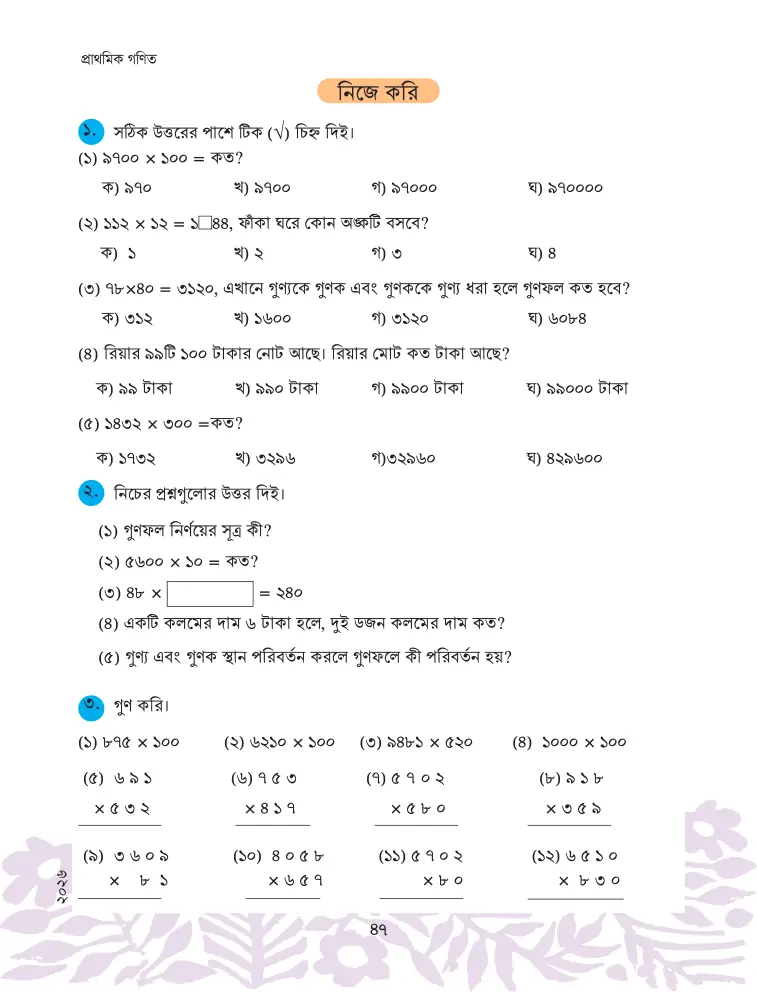 প্রাথমিক গণিত
নিজে করি
১. সঠিক উত্তরের পাশে টিক (√) চিহ্ন দিই।
(১) ৯৭০০ × ১০০ = কত?
ক) ৯৭০ খ) ৯৭০০ গ) ৯৭০০০ ঘ) ৯৭০০০০
(২) ১১২ × ১২ = ১□৪৪, ফাঁকা ঘরে কোন অঙ্কটি বসবে?
ক) ১ খ) ২ গ) ৩ ঘ) ৪
(৩) ৭৮×৪০ = ৩১২০, এখানে গুণ্যকে গুণক এবং গুণককে গুণ্য ধরা হলে গুণফল কত হবে?
ক) ৩১২ খ) ১৬০০ গ) ৩১২০ ঘ) ৬০৮৪
(৪) রিয়ার ৯৯টি ১০০ টাকার নোট আছে। রিয়ার মোট কত টাকা আছে?
ক) ৯৯ টাকা খ) ৯৯০ টাকা গ) ৯৯০০ টাকা ঘ) ৯৯০০০ টাকা
(৫) ১৪৩২ × ৩০০ =কত?
ক) ১৭৩২ খ) ৩২৯৬ গ)৩২৯৬০ ঘ) ৪২৯৬০০
২. নিচের প্রশ্নগুলোর উত্তর দিই।
(১) গুণফল নির্ণয়ের সূত্র কী?
(২) ৫৬০০ × ১০ = কত?
(৩) ৪৮ × □ = ২৪০
(৪) একটি কলমের দাম ৬ টাকা হলে, দুই ডজন কলমের দাম কত?
(৫) গুণ্য এবং গুণক স্থান পরিবর্তন করলে গুণফলে কী পরিবর্তন হয়?
৩. গুণ করি।
(১) ৮৭৫ × ১০০ (২) ৬২১০ × ১০০ (৩) ৯৪৮১ × ৫২০ (৪) ১০০০ × ১০০
(৫) ৬ ৯ ১ (৬) ৭ ৫ ৩ (৭) ৫ ৭ ০ ২ (৮) ৯ ১ ৮
× ৫ ৩ ২ × ৪ ১ ৭ × ৫ ৮ ০ × ৩ ৫ ৯
(৯) ৩ ৬ ০ ৯ (১০) ৪ ০ ৫ ৮ (১১) ৫ ৭ ০ ২ (১২) ৬ ৫ ১ ০
× ৮ ১ × ৬ ৫ ৭ × ৮ ০ × ৮ ৩ ০
২০২৬
৪৭